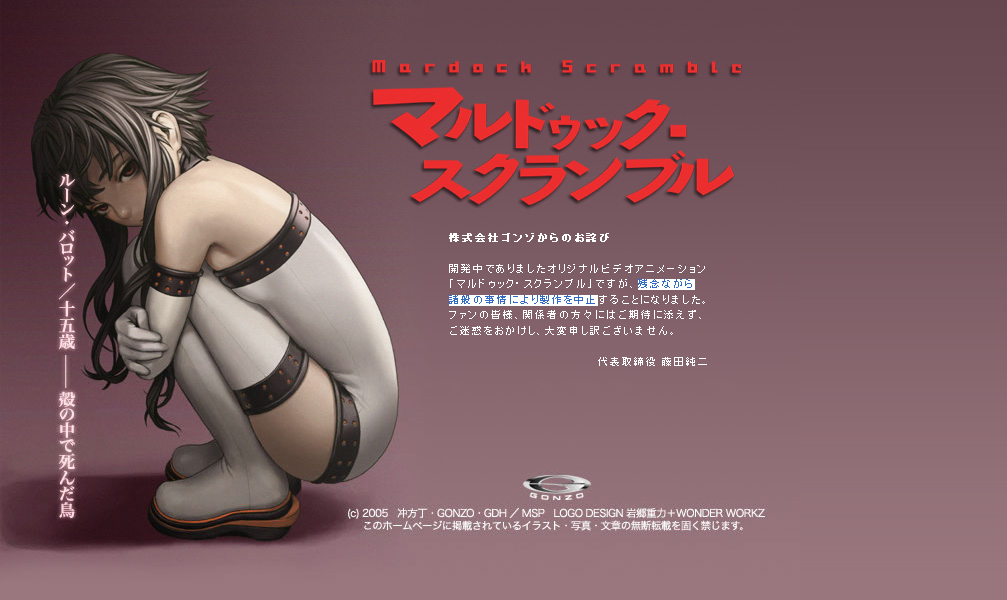 Mardock Scramble
マルドゥック・
スクランブル
ルーン・バロット／十五歳 ── 殻の中で死んだ鳥
株式会社ゴンゾからのお詫び
開発中でありましたオリジナルビデオアニメーション
「マルドゥック・スクランブル」ですが、残念ながら
諸般の事情により製作を中止することになりました。
ファンの皆様、関係者の方々にはご期待に添えず、
ご迷惑をおかけし、大変申し訳ございません。
代表取締役 藤田純二
GONZO
(c) 2005 冲方丁・GONZO・GDH ／ MSP LOGO DESIGN 岩郷重力＋WONDER WORKZ
このホームページに掲載されているイラスト・写真・文章の無断転載を固く禁じます。